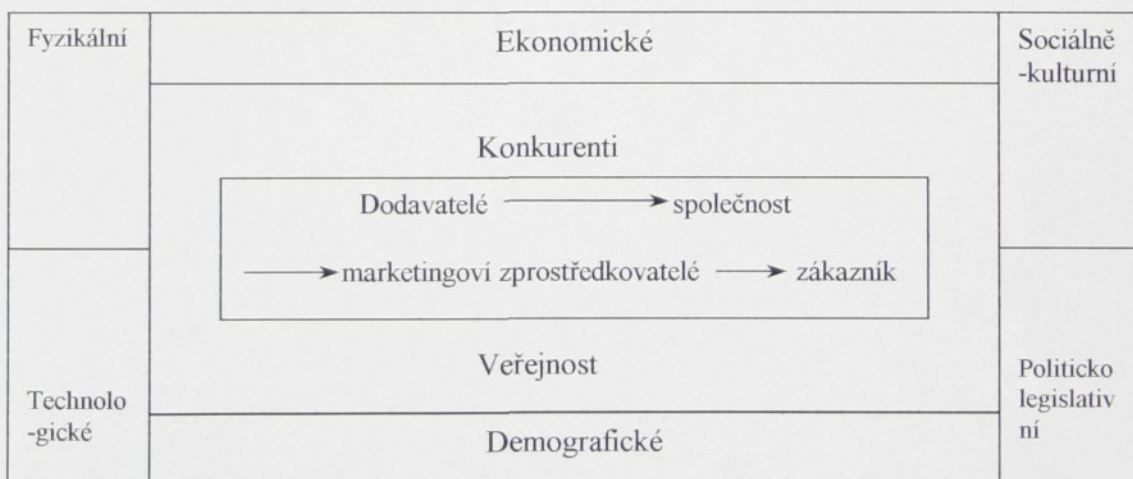 Fyzikální
Ekonomické
Sociálně
-kulturní
Konkurenti
Dodavatelé společnost
marketingoví zprostředkovatelé zákazník
Veřejnost
Technolo
-gické
Demografické
Politicko
legislativ
ní